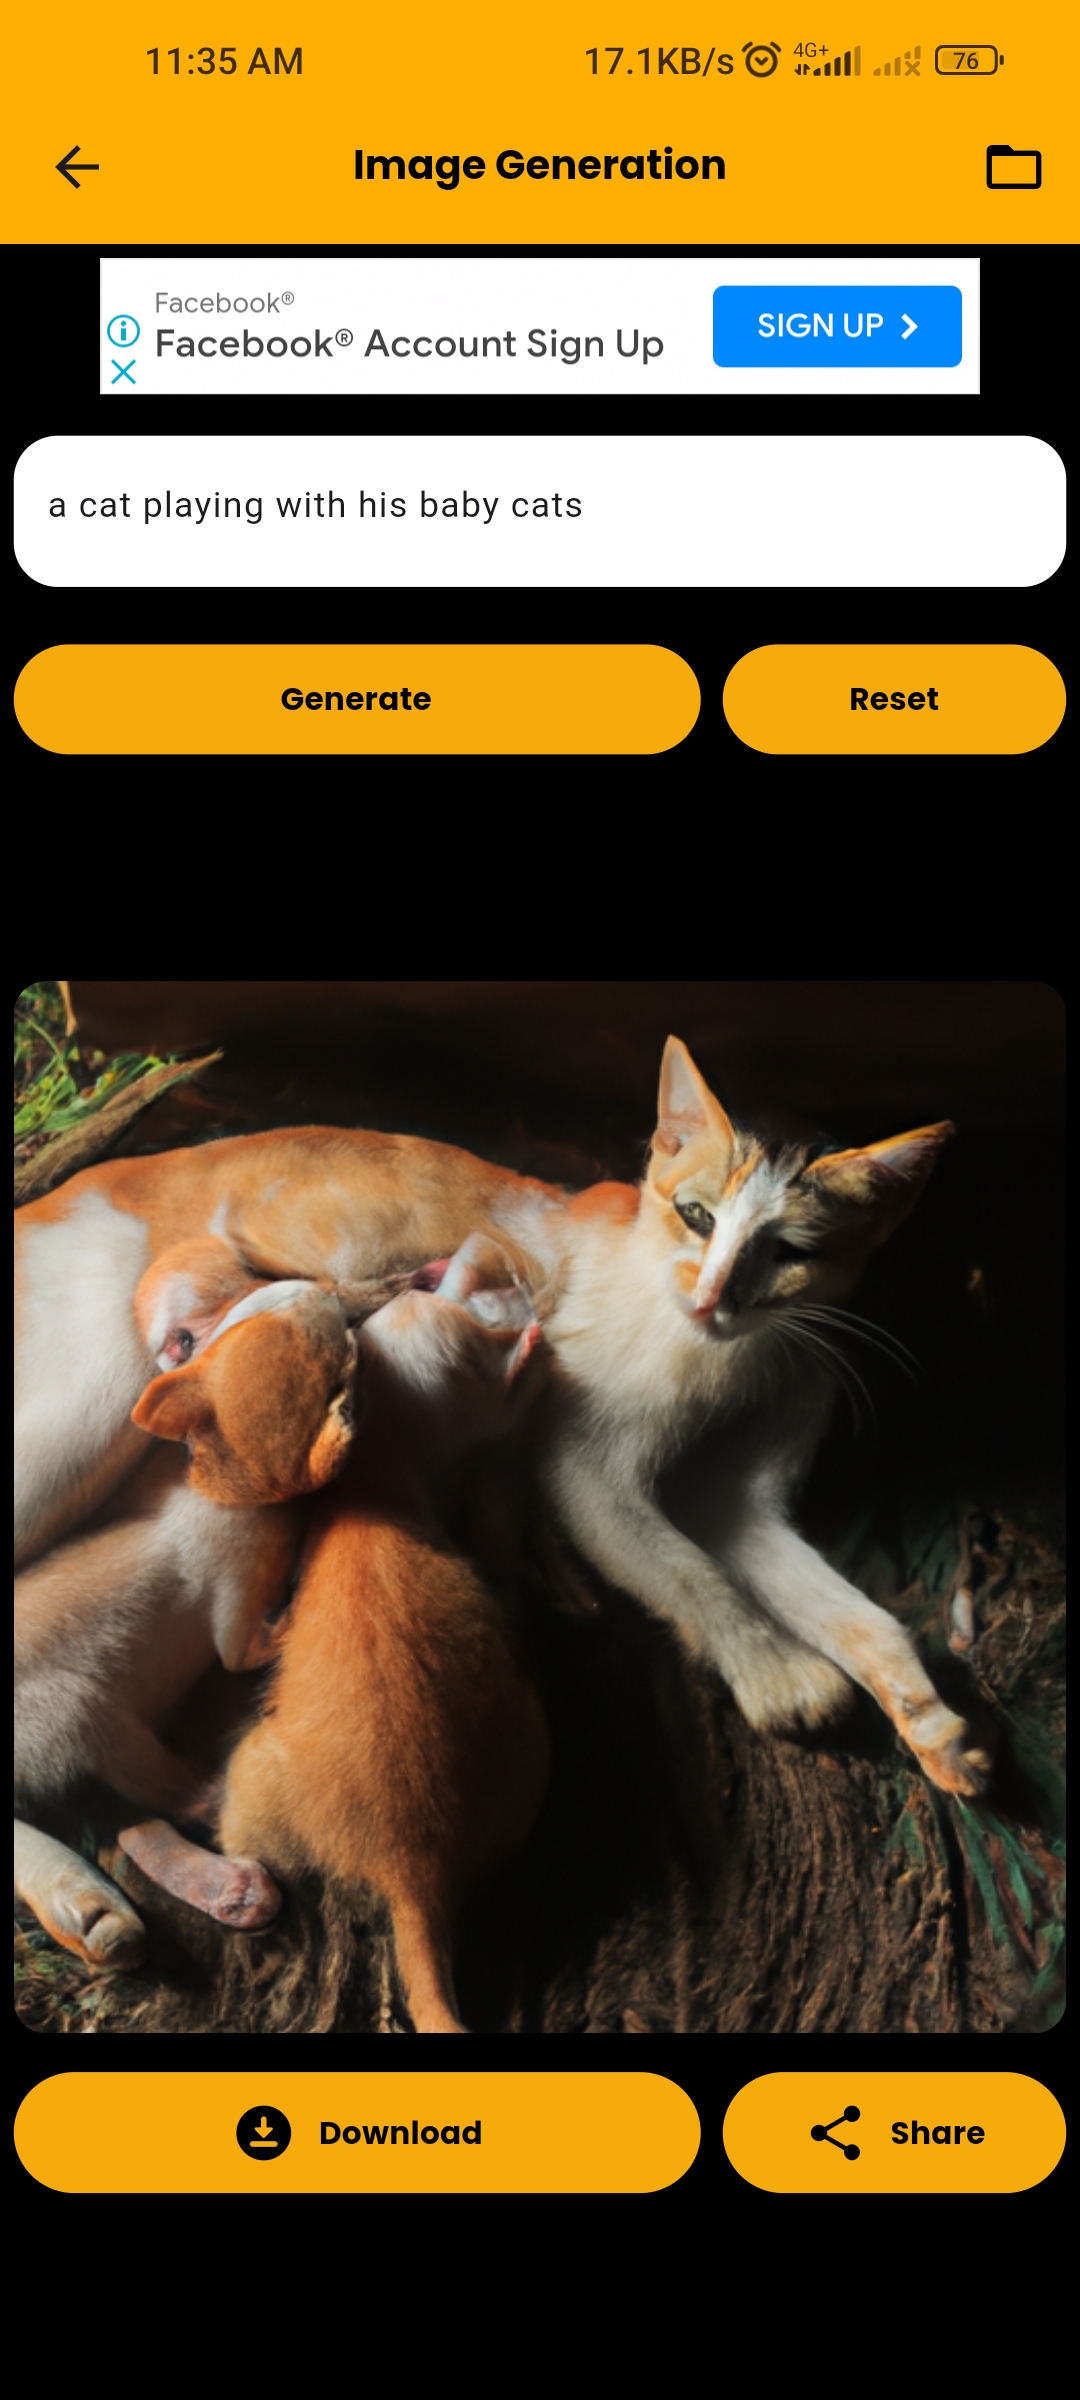 11:35 AM 17.1KB/s 4G+ 76
Image Generation
Facebook®
Facebook® Account Sign Up
SIGN UP
a cat playing with his baby cats
Generate Reset
Download Share